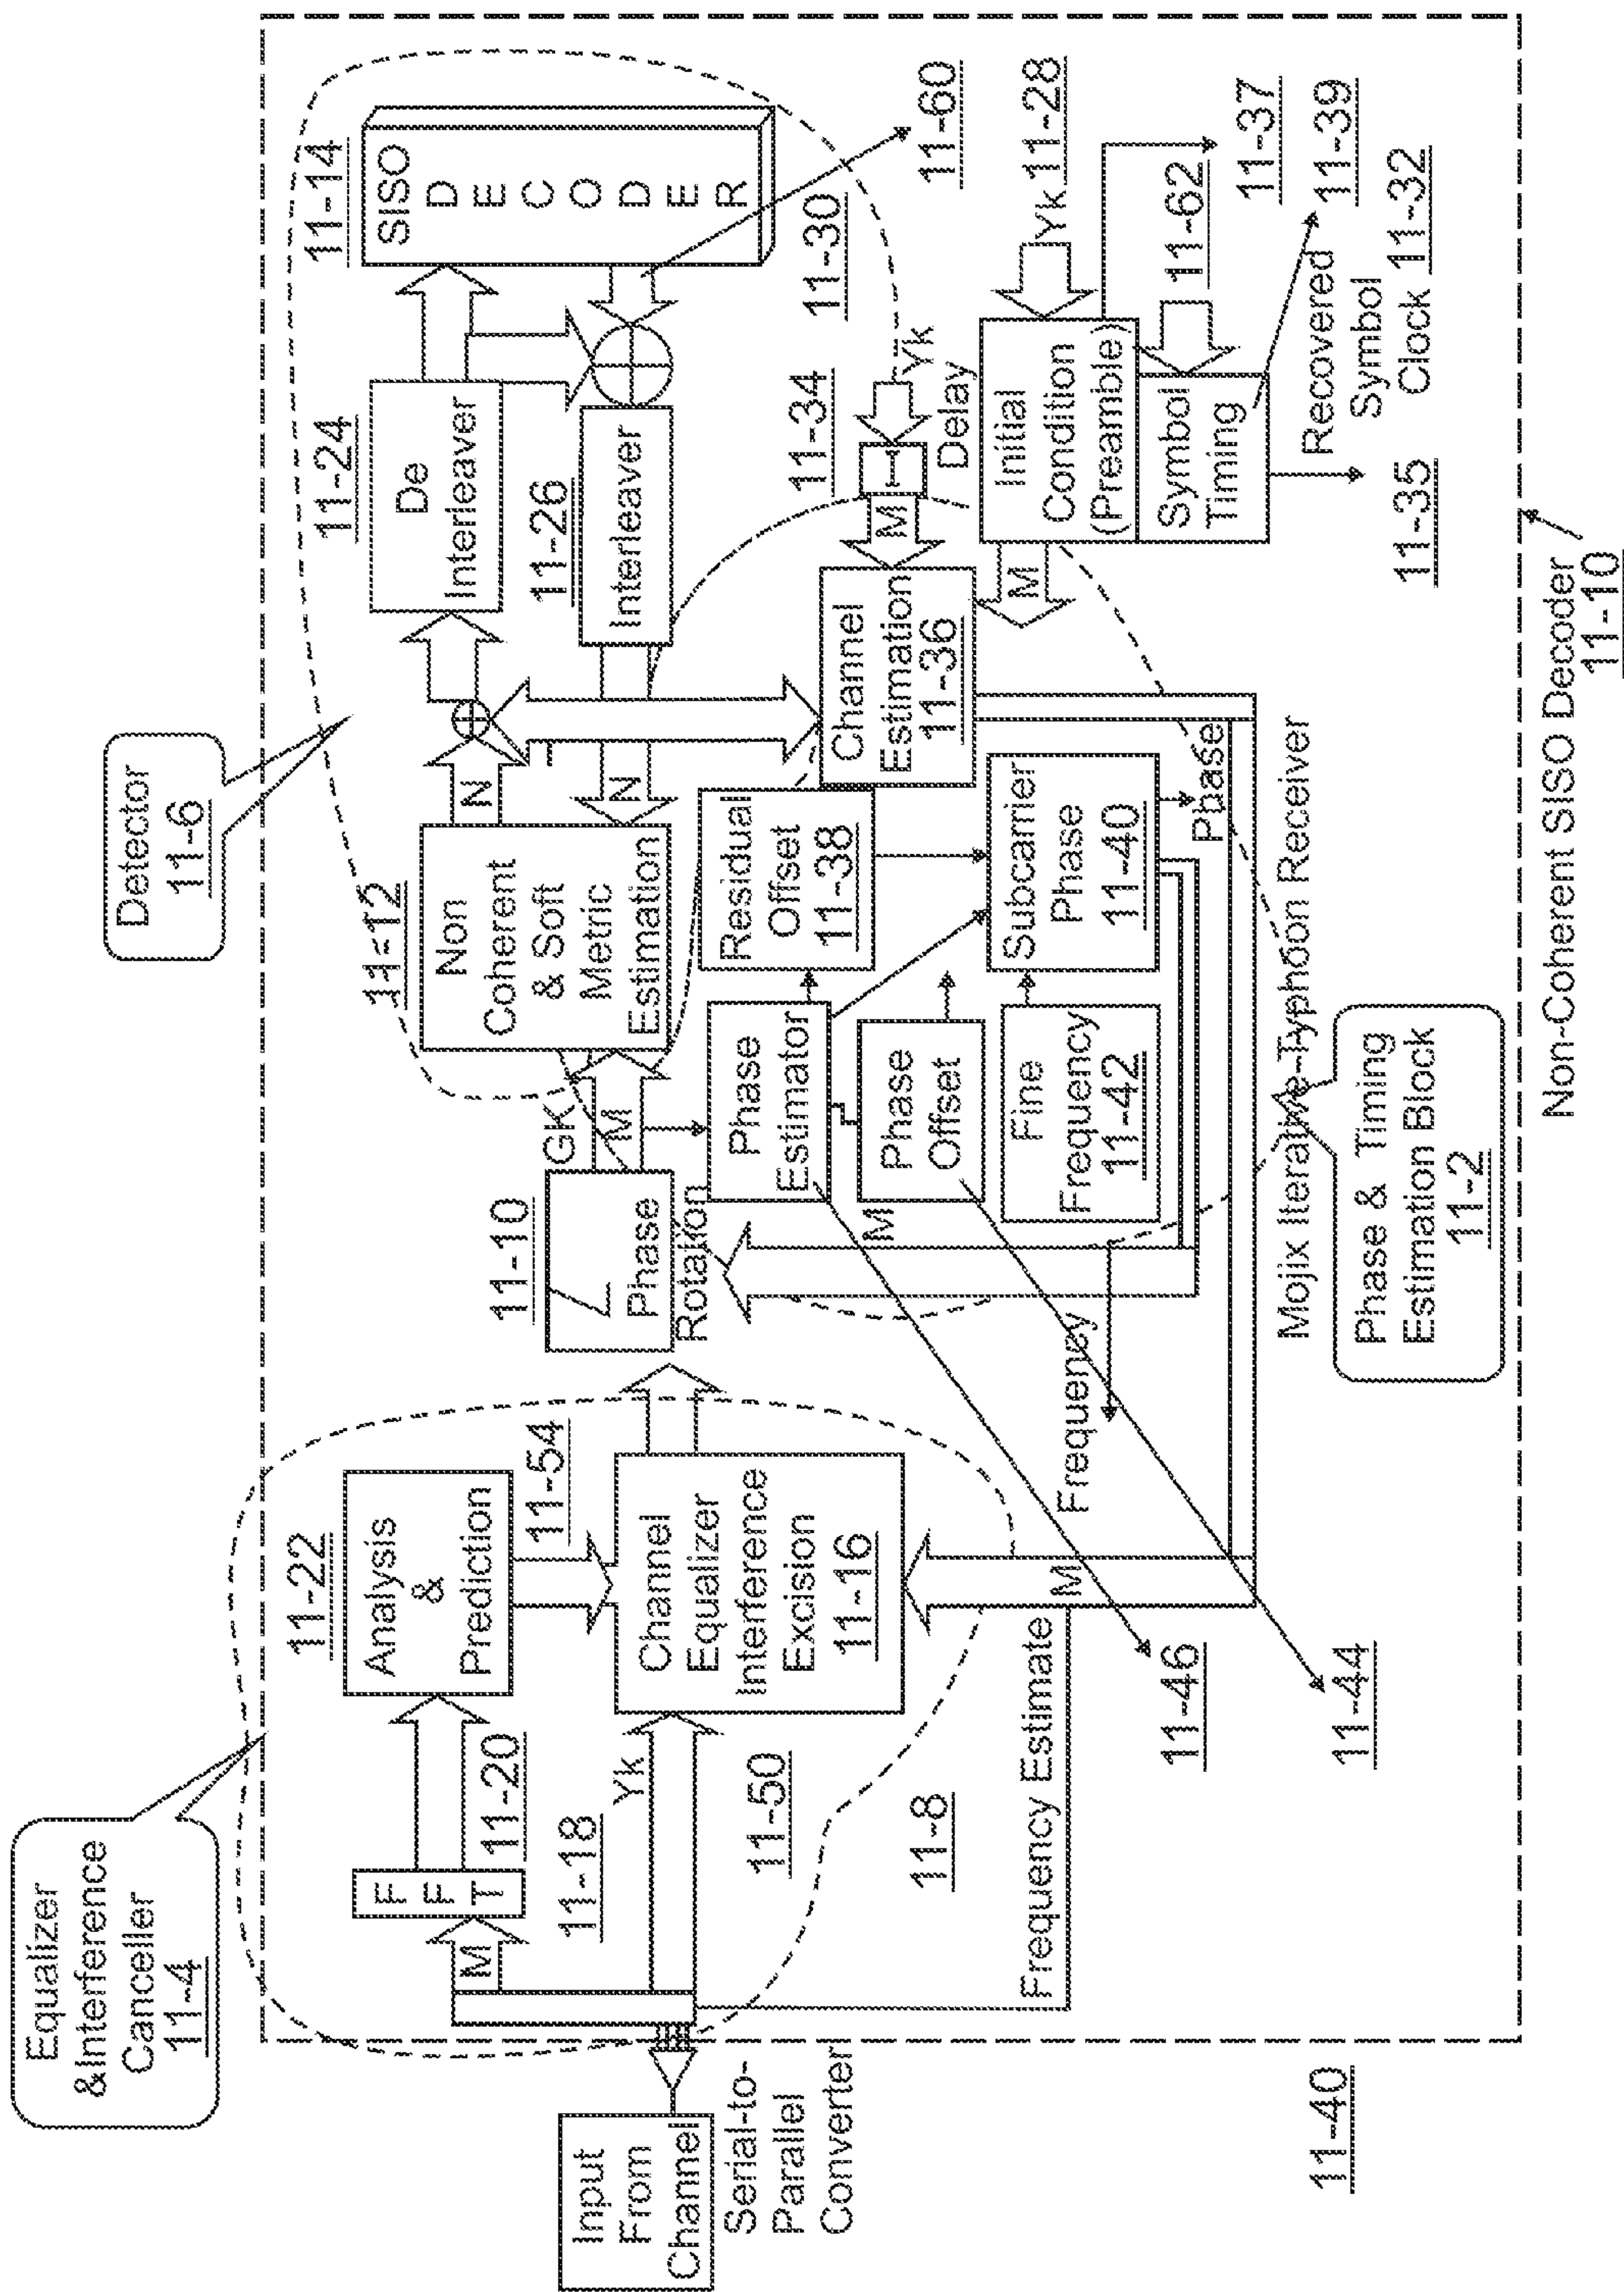 Equalizer
&Interference
Canceller
11-4
Detector
11-6
11-22
Analysis
&
Prediction
F
F
T
M
11-20
11-54
11-18
Yk
Channel
Equalizer
Interference
Excision
11-16
11-50
11-8
Input
From
Channel
Serial-to-
Parallel
Converter
11-10
Phase
Rotation
GK
M
11-12
Non
Coherent
& Soft
Metric
Estimation
N
N
11-24
De
Interleaver
11-26
Interleaver
11-14
SISO
D
E
C
O
D
E
R
11-60
11-30
11-34
Yk
Delay
M
Channel
Estimation
11-36
Residual
Offset
11-38
Phase
Estimator
Phase
Offset
M
Fine
Frequency
11-42
Subcarrier
Phase
11-40
Phase
Initial
Condition
(Preamble)
M
Yk 11-28
Symbol
Timing
11-62
11-37
11-39
Recovered
Symbol
Clock 11-32
11-35
Frequency
M
Frequency Estimate
11-46
11-44
Mojix Iterative Typhoon Receiver
Phase & Timing
Estimation Block
11-2
Non-Coherent SISO Decoder
11-10
11-40